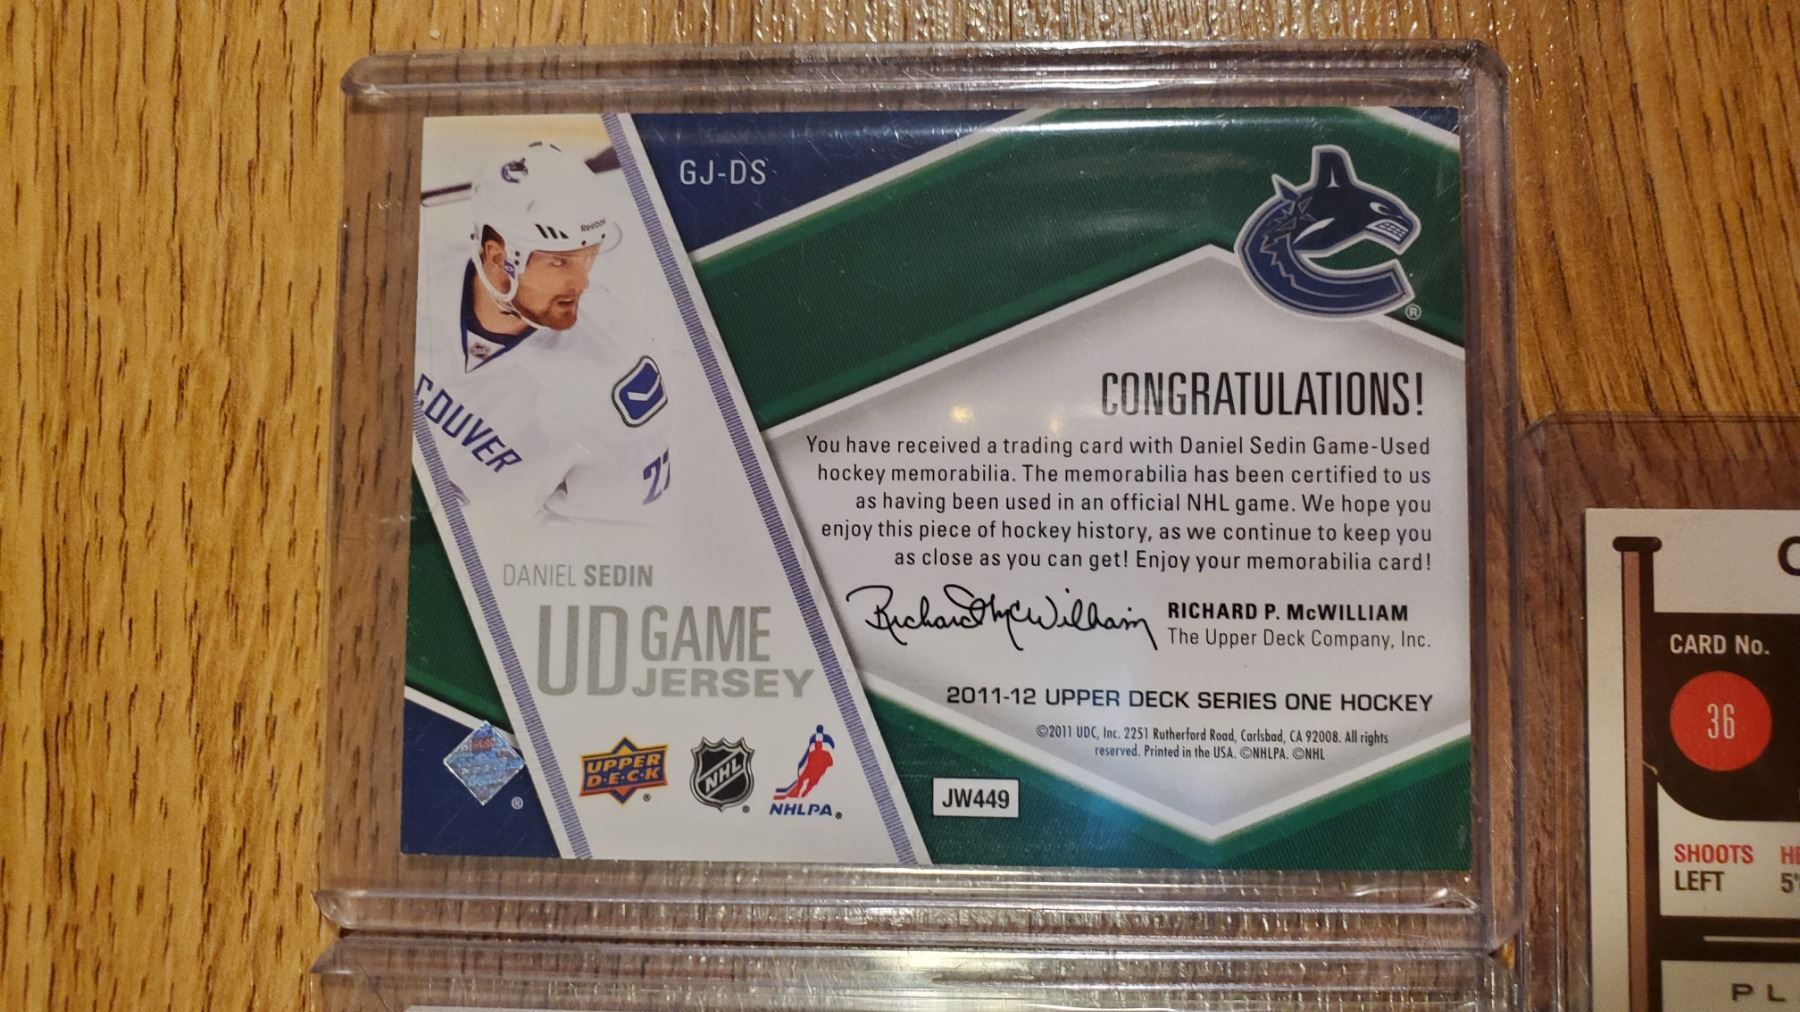 GJ-DS
Reebok
COUVER
DANIEL SEDIN
UD GAME
JERSEY
UPPER
D·E·C·K
NHL
NHLPA
®
CONGRATULATIONS!
You have received a trading card with Daniel Sedin Game-Used
hockey memorabilia. The memorabilia has been certified to us
as having been used in an official NHL game. We hope you
enjoy this piece of hockey history, as we continue to keep you
as close as you can get! Enjoy your memorabilia card!
Richard McWilliam
RICHARD P. McWILLIAM
The Upper Deck Company, Inc.
2011-12 UPPER DECK SERIES ONE HOCKEY
©2011 UDC, Inc. 2251 Rutherford Road, Carlsbad, CA 92008. All rights
reserved. Printed in the USA. ©NHLPA. ©NHL
JW449
CARD No.
36
SHOOTS
LEFT
PL